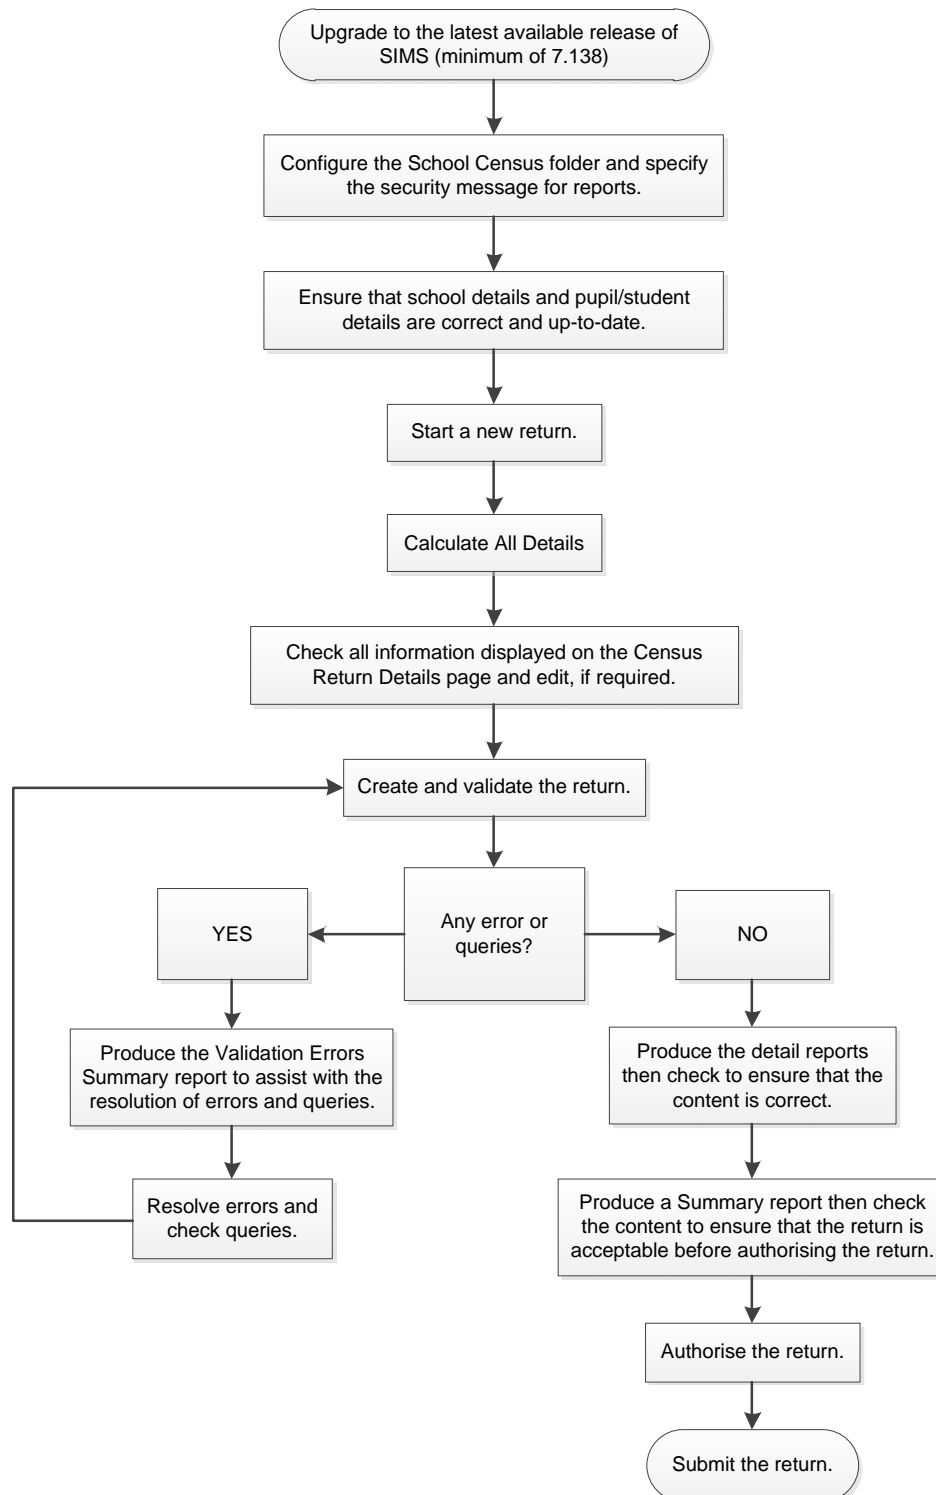 Upgrade to the latest available release of
SIMS (minimum of 7.138)
Configure the School Census folder and specify
the security message for reports.
Ensure that school details and pupil/student
details are correct and up-to-date.
Start a new return.
Calculate All Details
Check all information displayed on the Census
Return Details page and edit, if required.
Create and validate the return.
Any error or
queries?
YES
NO
Produce the Validation Errors
Summary report to assist with the
resolution of errors and queries.
Resolve errors and
check queries.
Produce the detail reports
then check to ensure that the
content is correct.
Produce a Summary report then check
the content to ensure that the return is
acceptable before authorising the return.
Authorise the return.
Submit the return.